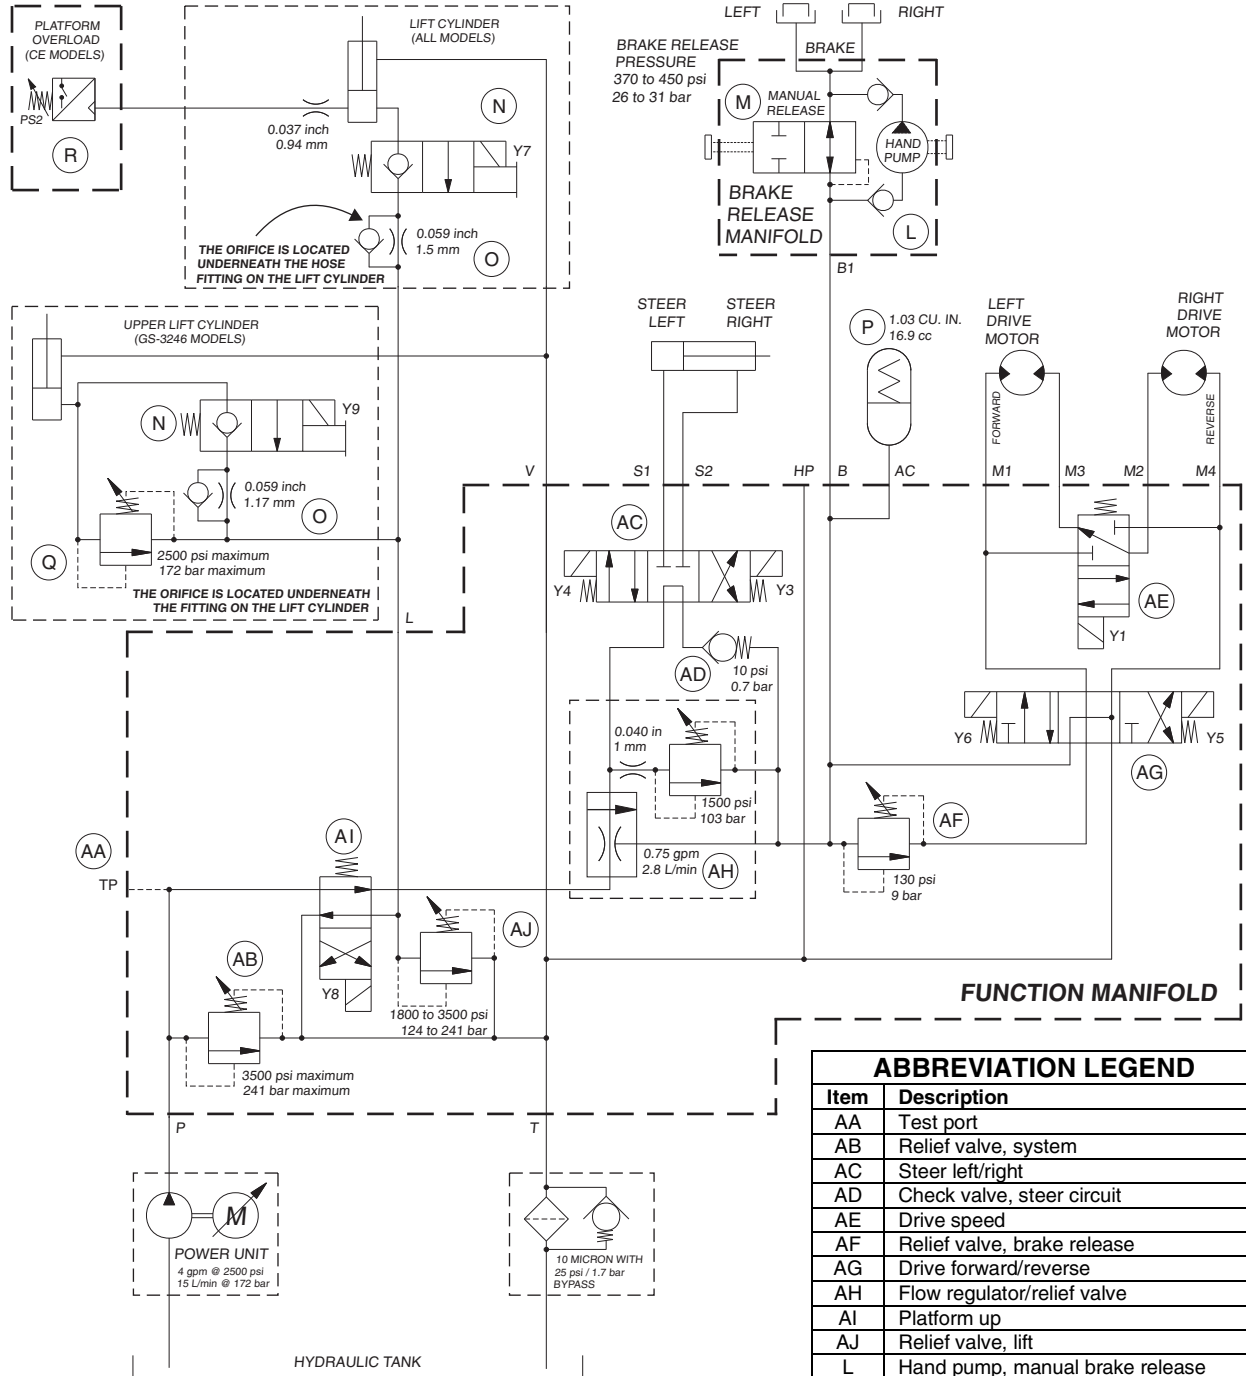 PLATFORM
OVERLOAD
(CE MODELS)
PS2
R
LIFT CYLINDER
(ALL MODELS)
N
0.037 inch
0.94 mm
Y7
0.059 inch
1.5 mm
O
THE ORIFICE IS LOCATED
UNDERNEATH THE HOSE
FITTING ON THE LIFT CYLINDER
LEFT
RIGHT
BRAKE
BRAKE RELEASE
PRESSURE
370 to 450 psi
26 to 31 bar
M
MANUAL
RELEASE
HAND
PUMP
BRAKE
RELEASE
MANIFOLD
L
B1
UPPER LIFT CYLINDER
(GS-3246 MODELS)
N
Y9
0.059 inch
1.17 mm
O
Q
2500 psi maximum
172 bar maximum
THE ORIFICE IS LOCATED UNDERNEATH
THE FITTING ON THE LIFT CYLINDER
STEER
LEFT
STEER
RIGHT
P
1.03 CU. IN.
16.9 cc
LEFT
DRIVE
MOTOR
RIGHT
DRIVE
MOTOR
FORWARD
REVERSE
V
S1
S2
HP
B
AC
M1
M3
M2
M4
L
AC
Y4
Y3
AE
Y1
AD
10 psi
0.7 bar
0.040 in
1 mm
1500 psi
103 bar
Y6
Y5
AG
AF
0.75 gpm
2.8 L/min
AH
130 psi
9 bar
AA
TP
AI
AJ
AB
Y8
1800 to 3500 psi
124 to 241 bar
3500 psi maximum
241 bar maximum
FUNCTION MANIFOLD
P
T
M
POWER UNIT
4 gpm @ 2500 psi
15 L/min @ 172 bar
10 MICRON WITH
25 psi / 1.7 bar
BYPASS
HYDRAULIC TANK
ABBREVIATION LEGEND
Item Description
AA Test port
AB Relief valve, system
AC Steer left/right
AD Check valve, steer circuit
AE Drive speed
AF Relief valve, brake release
AG Drive forward/reverse
AH Flow regulator/relief valve
AI Platform up
AJ Relief valve, lift
L Hand pump, manual brake release